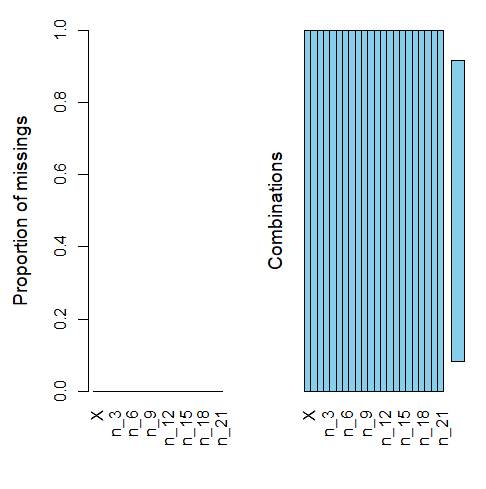 Proportion of missings
1.0
0.8
0.6
0.4
0.2
0.0
X
n_3
n_6
n_9
n_12
n_15
n_18
n_21
Combinations
X
n_3
n_6
n_9
n_12
n_15
n_18
n_21